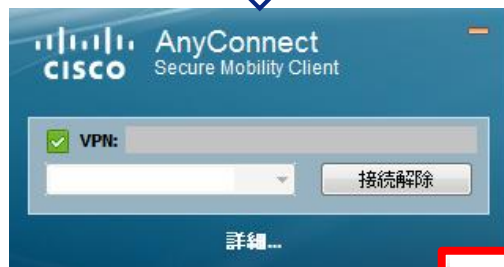 CISCO
AnyConnect
Secure Mobility Client
VPN:
接続解除
詳細...